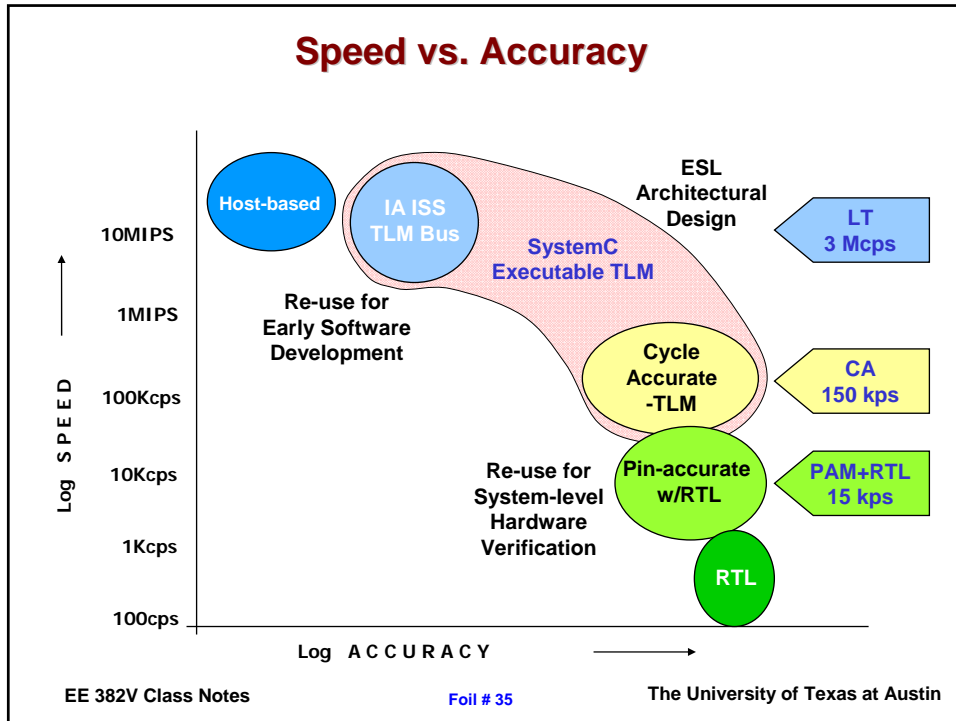 Speed vs. Accuracy
Host-based
IA ISS
TLM Bus
SystemC
Executable TLM
ESL
Architectural
Design
LT
3 Mcps
Re-use for
Early Software
Development
Cycle
Accurate
-TLM
CA
150 kps
Re-use for
System-level
Hardware
Verification
Pin-accurate
w/RTL
PAM+RTL
15 kps
RTL
Log SPEED
10MIPS
1MIPS
100Kcps
10Kcps
1Kcps
100cps
Log ACCURACY
EE 382V Class Notes
Foil # 35
The University of Texas at Austin